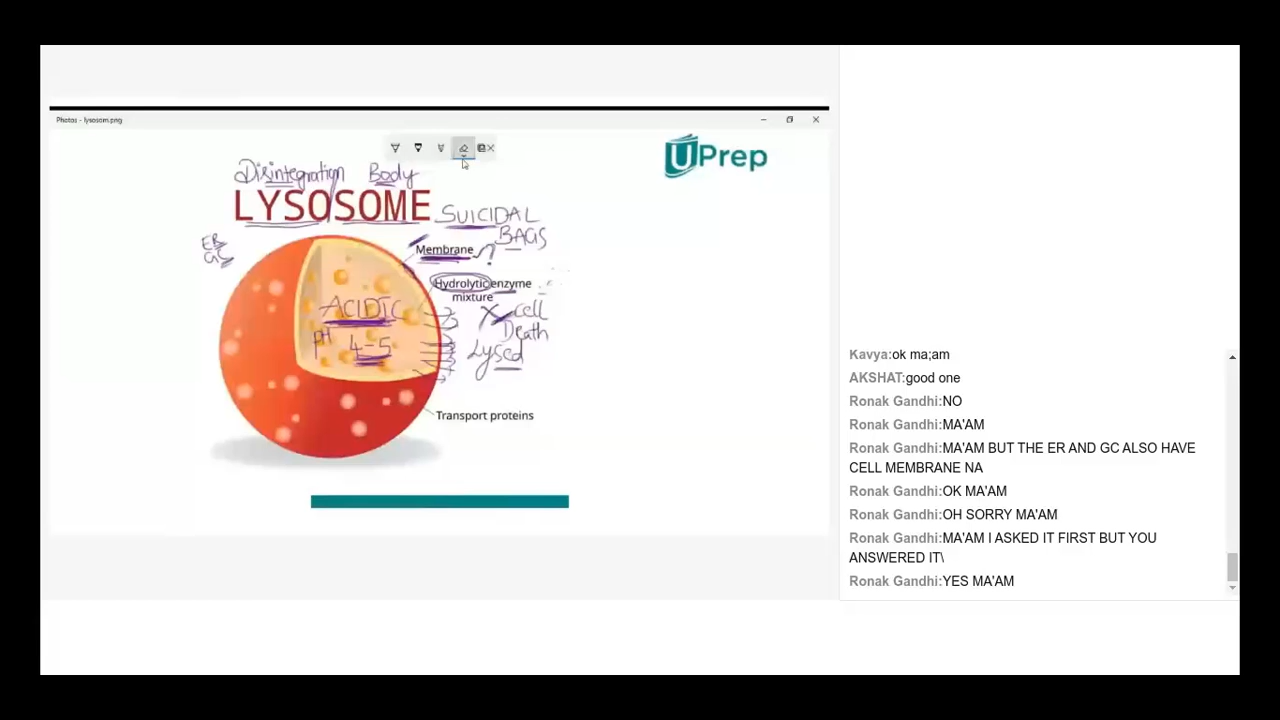 Photos - lysosom.png
UPrep
Disintegration Body
LYSOSOME
SUICIDAL
BAGS
ER
GC
Membrane
?
Hydrolytic enzyme
mixture
ACIDIC
pH 4-5
Cell
Death
Lysed
Transport proteins
Kavya:ok ma;am
AKSHAT:good one
Ronak Gandhi:NO
Ronak Gandhi:MA'AM
Ronak Gandhi:MA'AM BUT THE ER AND GC ALSO HAVE
CELL MEMBRANE NA
Ronak Gandhi:OK MA'AM
Ronak Gandhi:OH SORRY MA'AM
Ronak Gandhi:MA'AM I ASKED IT FIRST BUT YOU
ANSWERED IT\
Ronak Gandhi:YES MA'AM